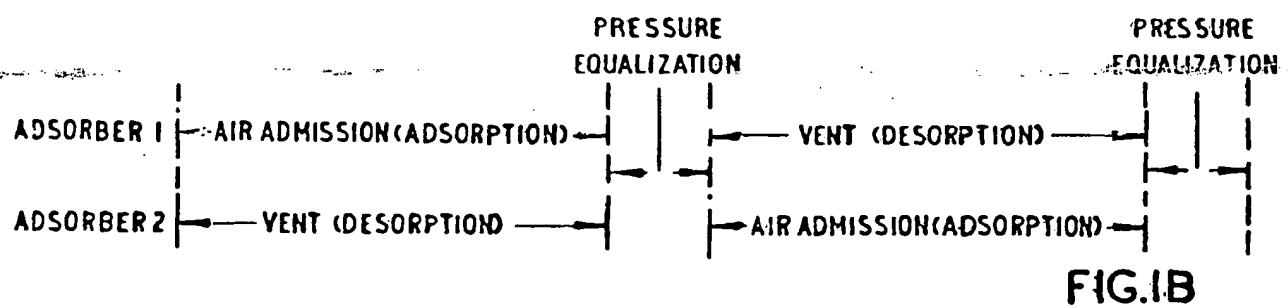 PRESSURE EQUALIZATION
PRESSURE EQUALIZATION
ADSORBER 1 AIR ADMISSION (ADSORPTION) VENT (DESORPTION)
ADSORBER 2 VENT (DESORPTION) AIR ADMISSION (ADSORPTION)
FIG.1B